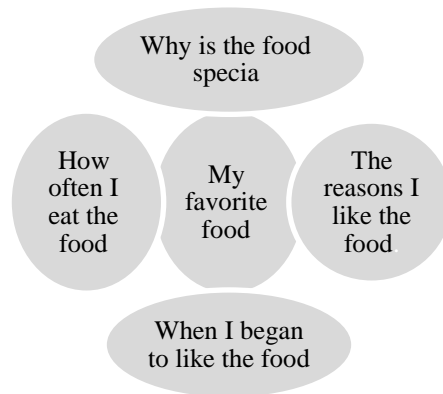 Why is the food
specia
How
often I
eat the
food
My
favorite
food
The
reasons I
like the
food.
When I began
to like the food